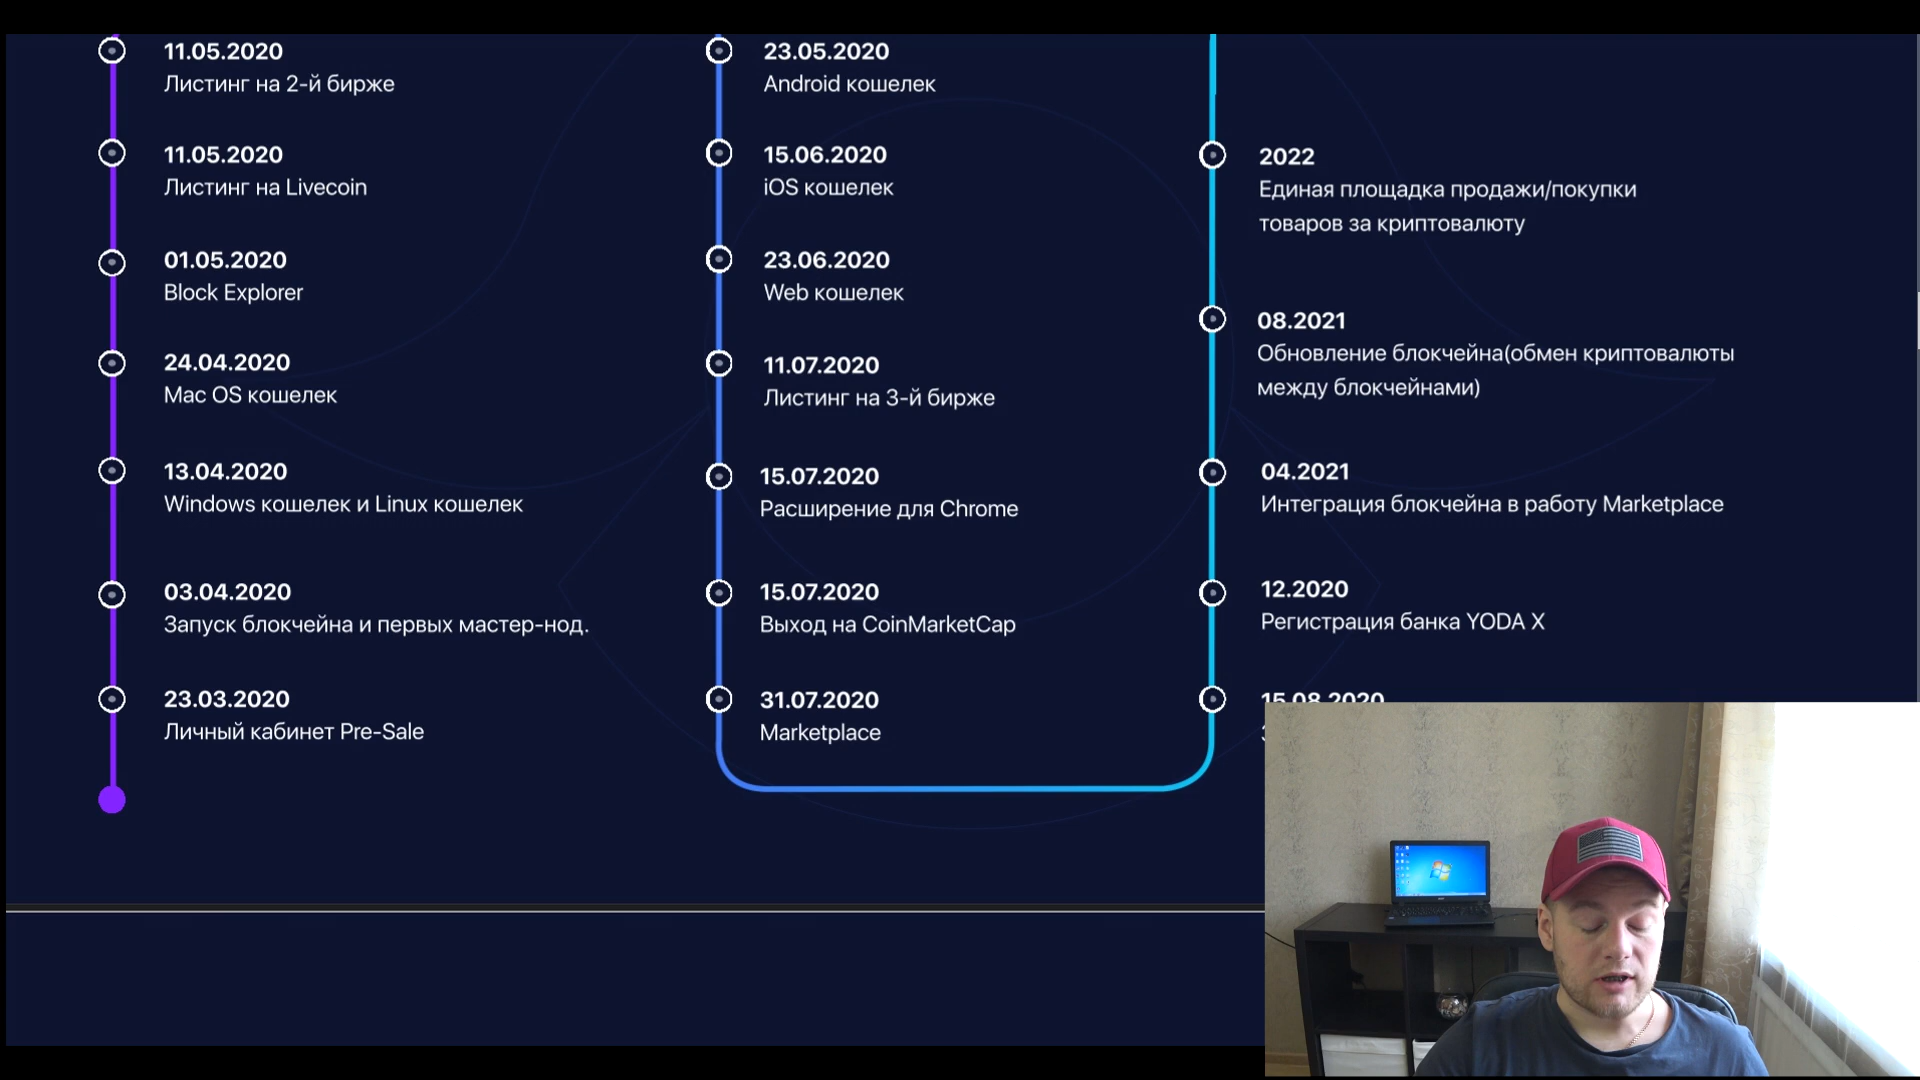 11.05.2020
Листинг на 2-й бирже
11.05.2020
Листинг на Livecoin
01.05.2020
Block Explorer
24.04.2020
Mac OS кошелек
13.04.2020
Windows кошелек и Linux кошелек
03.04.2020
Запуск блокчейна и первых мастер-нод.
23.03.2020
Личный кабинет Pre-Sale
23.05.2020
Android кошелек
15.06.2020
iOS кошелек
23.06.2020
Web кошелек
11.07.2020
Листинг на 3-й бирже
15.07.2020
Расширение для Chrome
15.07.2020
Выход на CoinMarketCap
31.07.2020
Marketplace
2022
Единая площадка продажи/покупки
товаров за криптовалюту
08.2021
Обновление блокчейна(обмен криптовалюты
между блокчейнами)
04.2021
Интеграция блокчейна в работу Marketplace
12.2020
Регистрация банка YODA X
15.08.2020